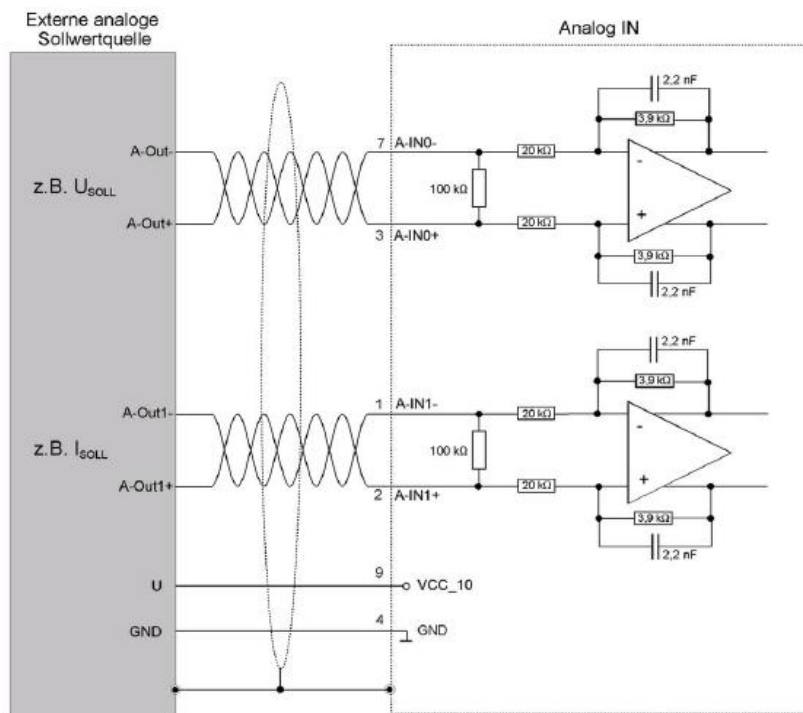 Externe analoge
Sollwertquelle
Analog IN
2,2 nF
3,9 kΩ
A-Out-
7
A-IN0-
20 kΩ
-
z.B. U_SOLL
100 kΩ
A-Out+
3
A-IN0+
20 kΩ
+
3,9 kΩ
2,2 nF
2,2 nF
3,9 kΩ
A-Out1-
1
A-IN1-
20 kΩ
-
z.B. I_SOLL
100 kΩ
A-Out1+
2
A-IN1+
20 kΩ
+
3,9 kΩ
2,2 nF
U
9
VCC_10
GND
4
GND